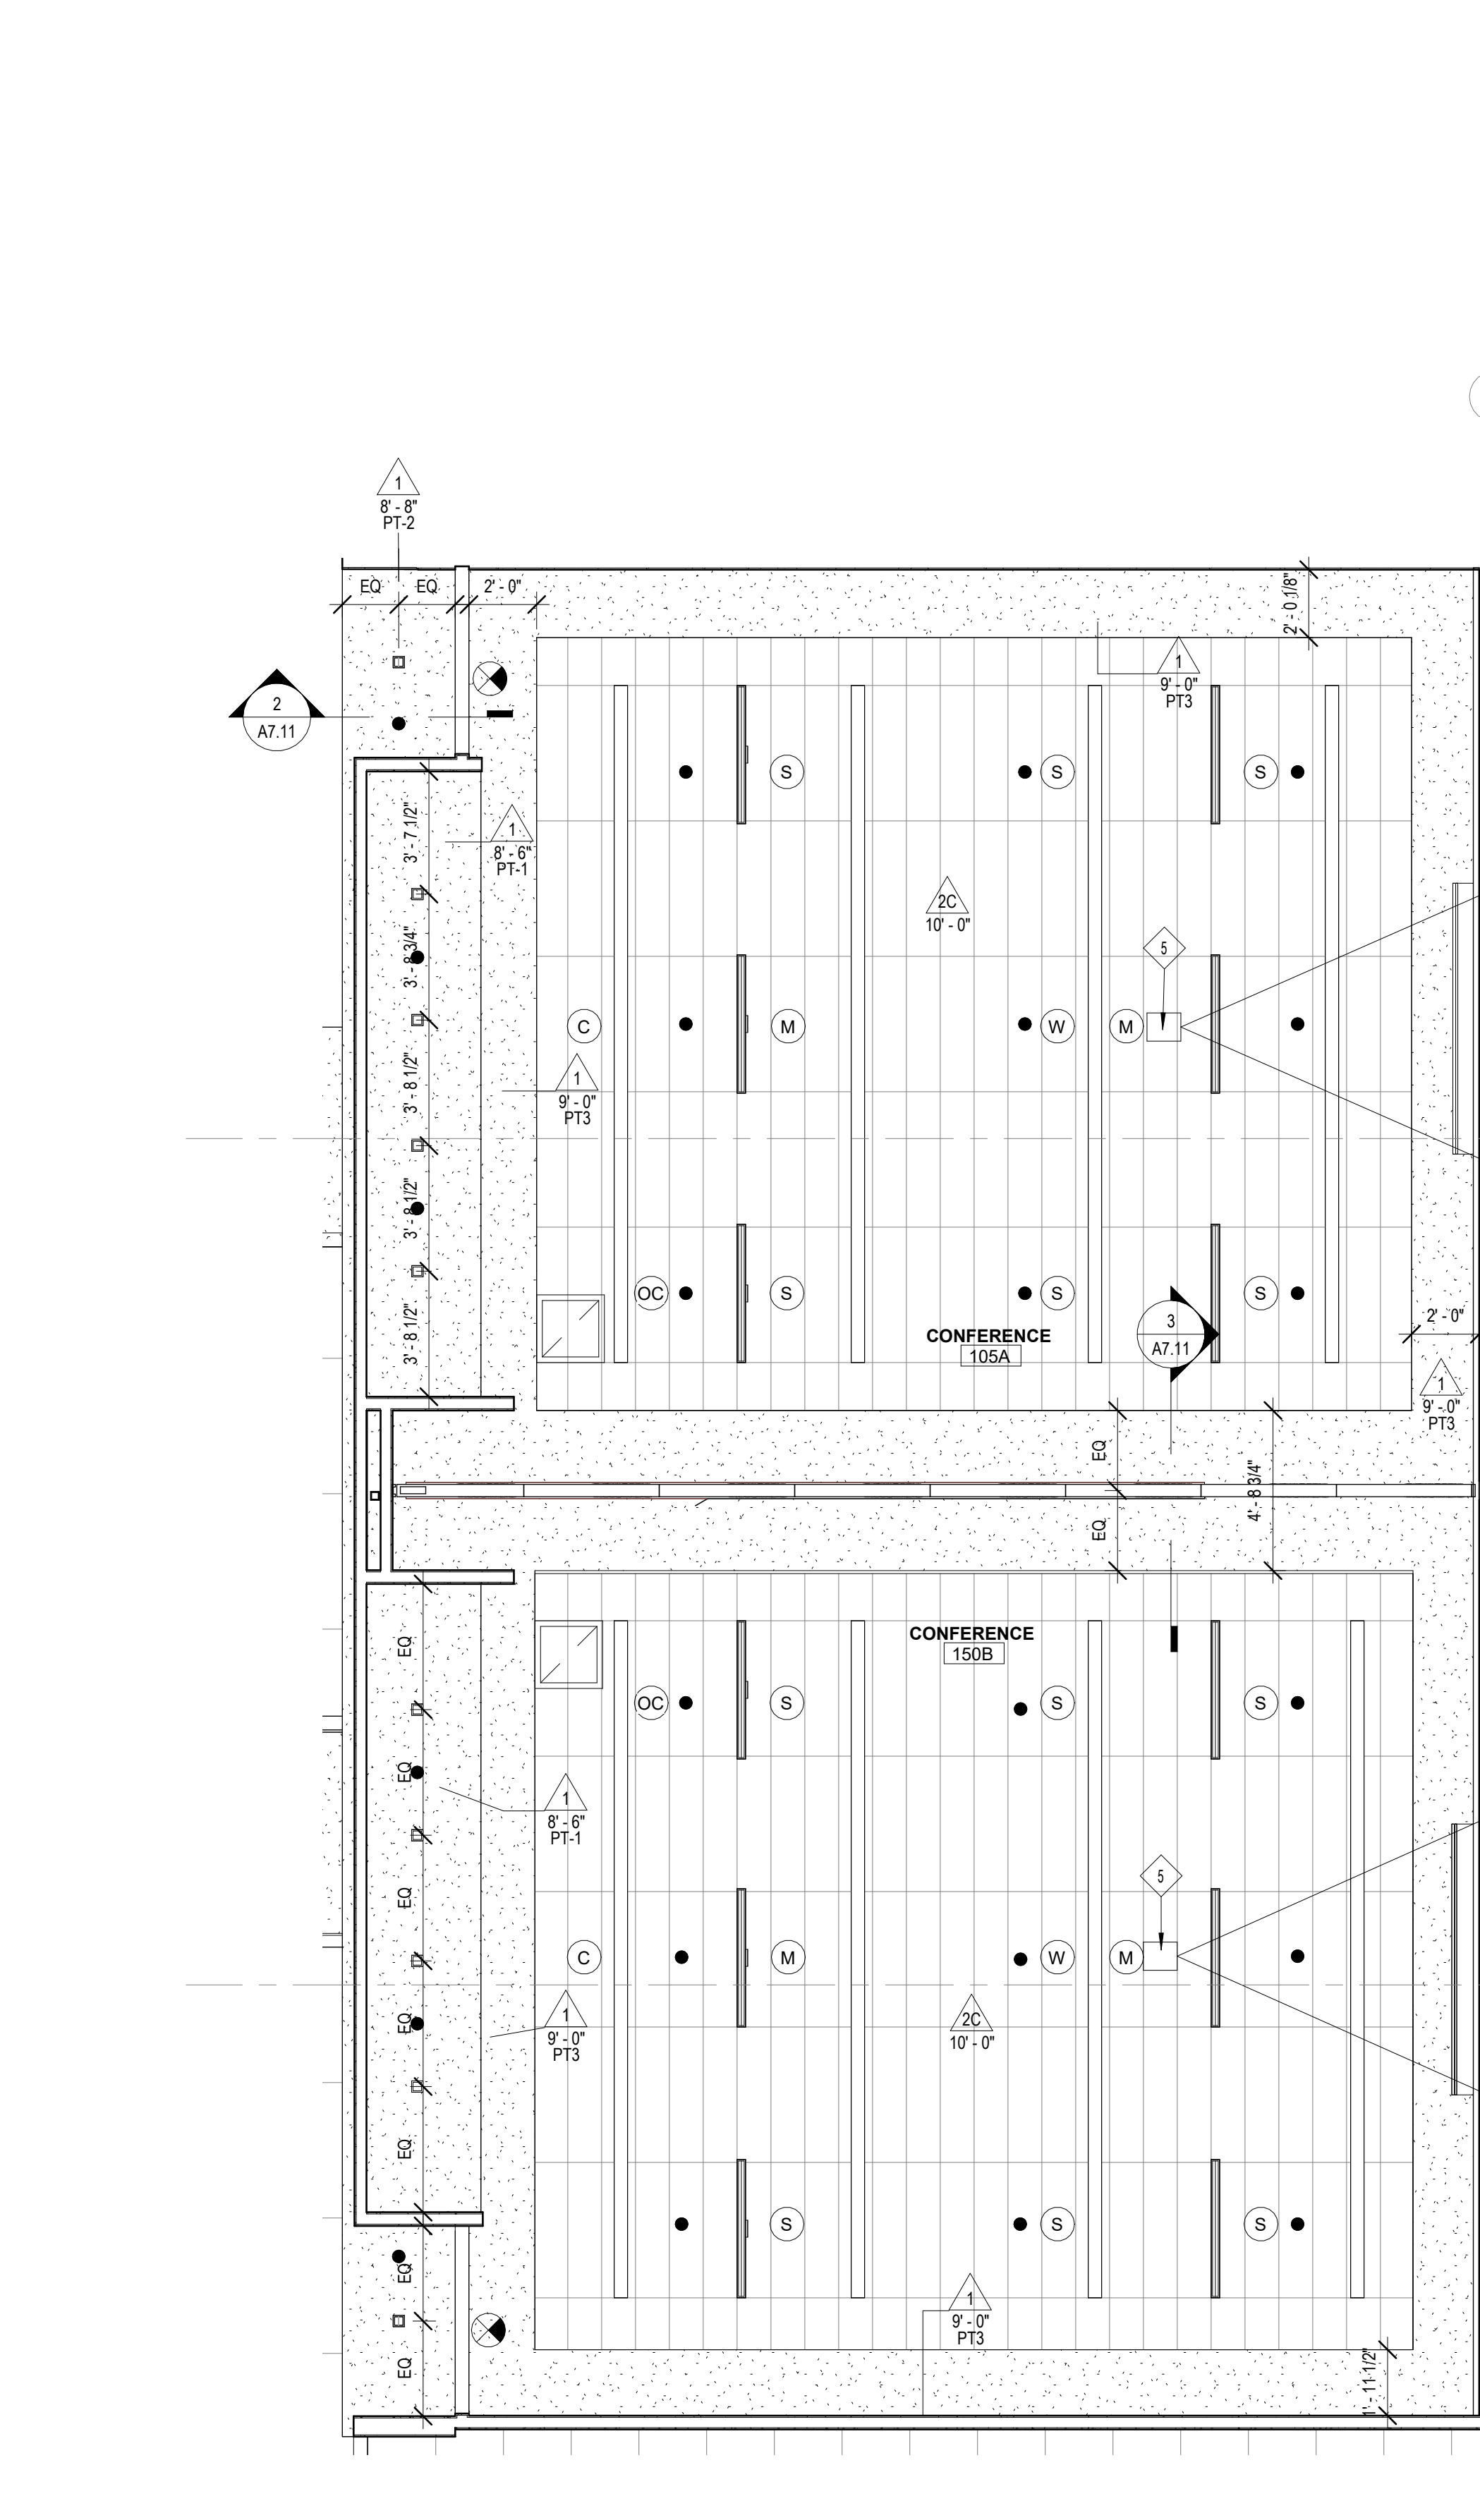 1
8' - 8"
PT-2
EQ
EQ
2' - 0"
2' - 0 1/8"
1
9' - 0"
PT3
2
A7.11
S
S
S
3' - 7 1/2"
1
8' - 6"
PT-1
2C
10' - 0"
3' - 8 3/4"
5
C
M
W
M
3' - 8 1/2"
1
9' - 0"
PT3
3' - 8 1/2"
OC
S
S
S
3' - 8 1/2"
CONFERENCE
105A
3
A7.11
2' - 0"
1
9' - 0"
PT3
EQ
4' - 8 3/4"
EQ
CONFERENCE
150B
EQ
OC
S
S
S
EQ
1
8' - 6"
PT-1
5
EQ
C
M
W
M
1
9' - 0"
PT3
2C
10' - 0"
EQ
EQ
S
S
S
EQ
1
9' - 0"
PT3
EQ
1' - 11 1/2"